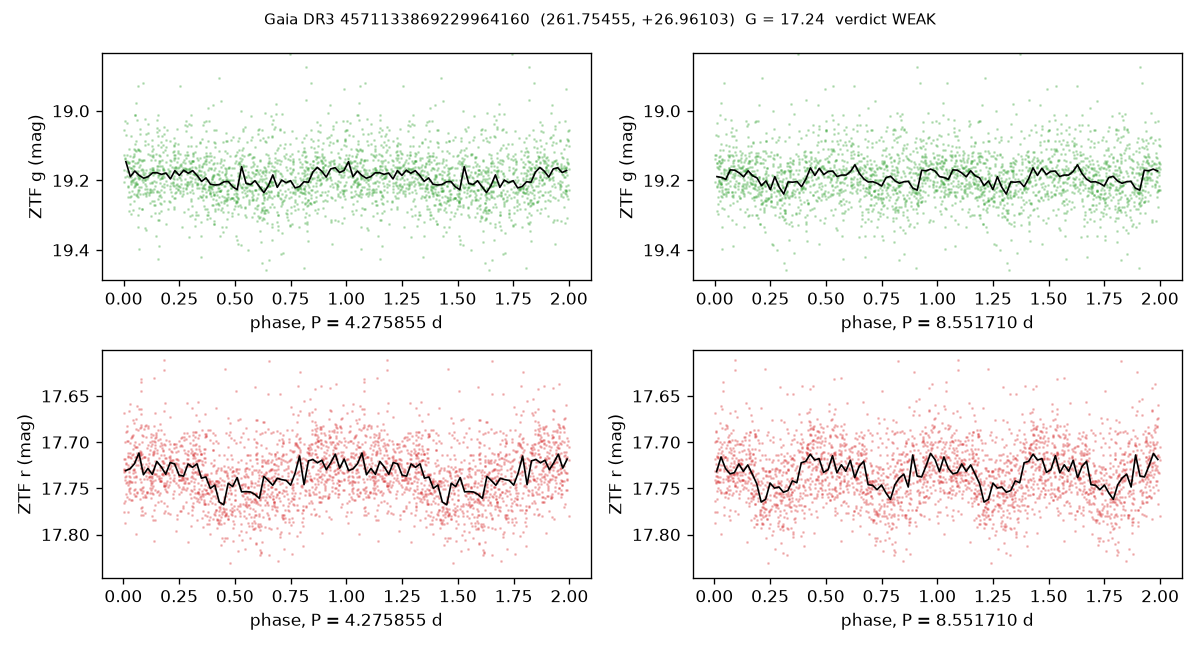 Gaia DR3 4571133869229964160 (261.75455, +26.96103) G = 17.24 verdict WEAK
ZTF g (mag)
19.0
19.2
19.4
0.00 0.25 0.50 0.75 1.00 1.25 1.50 1.75 2.00
phase, P = 4.275855 d
ZTF g (mag)
19.0
19.2
19.4
0.00 0.25 0.50 0.75 1.00 1.25 1.50 1.75 2.00
phase, P = 8.551710 d
ZTF r (mag)
17.65
17.70
17.75
17.80
0.00 0.25 0.50 0.75 1.00 1.25 1.50 1.75 2.00
phase, P = 4.275855 d
ZTF r (mag)
17.65
17.70
17.75
17.80
0.00 0.25 0.50 0.75 1.00 1.25 1.50 1.75 2.00
phase, P = 8.551710 d